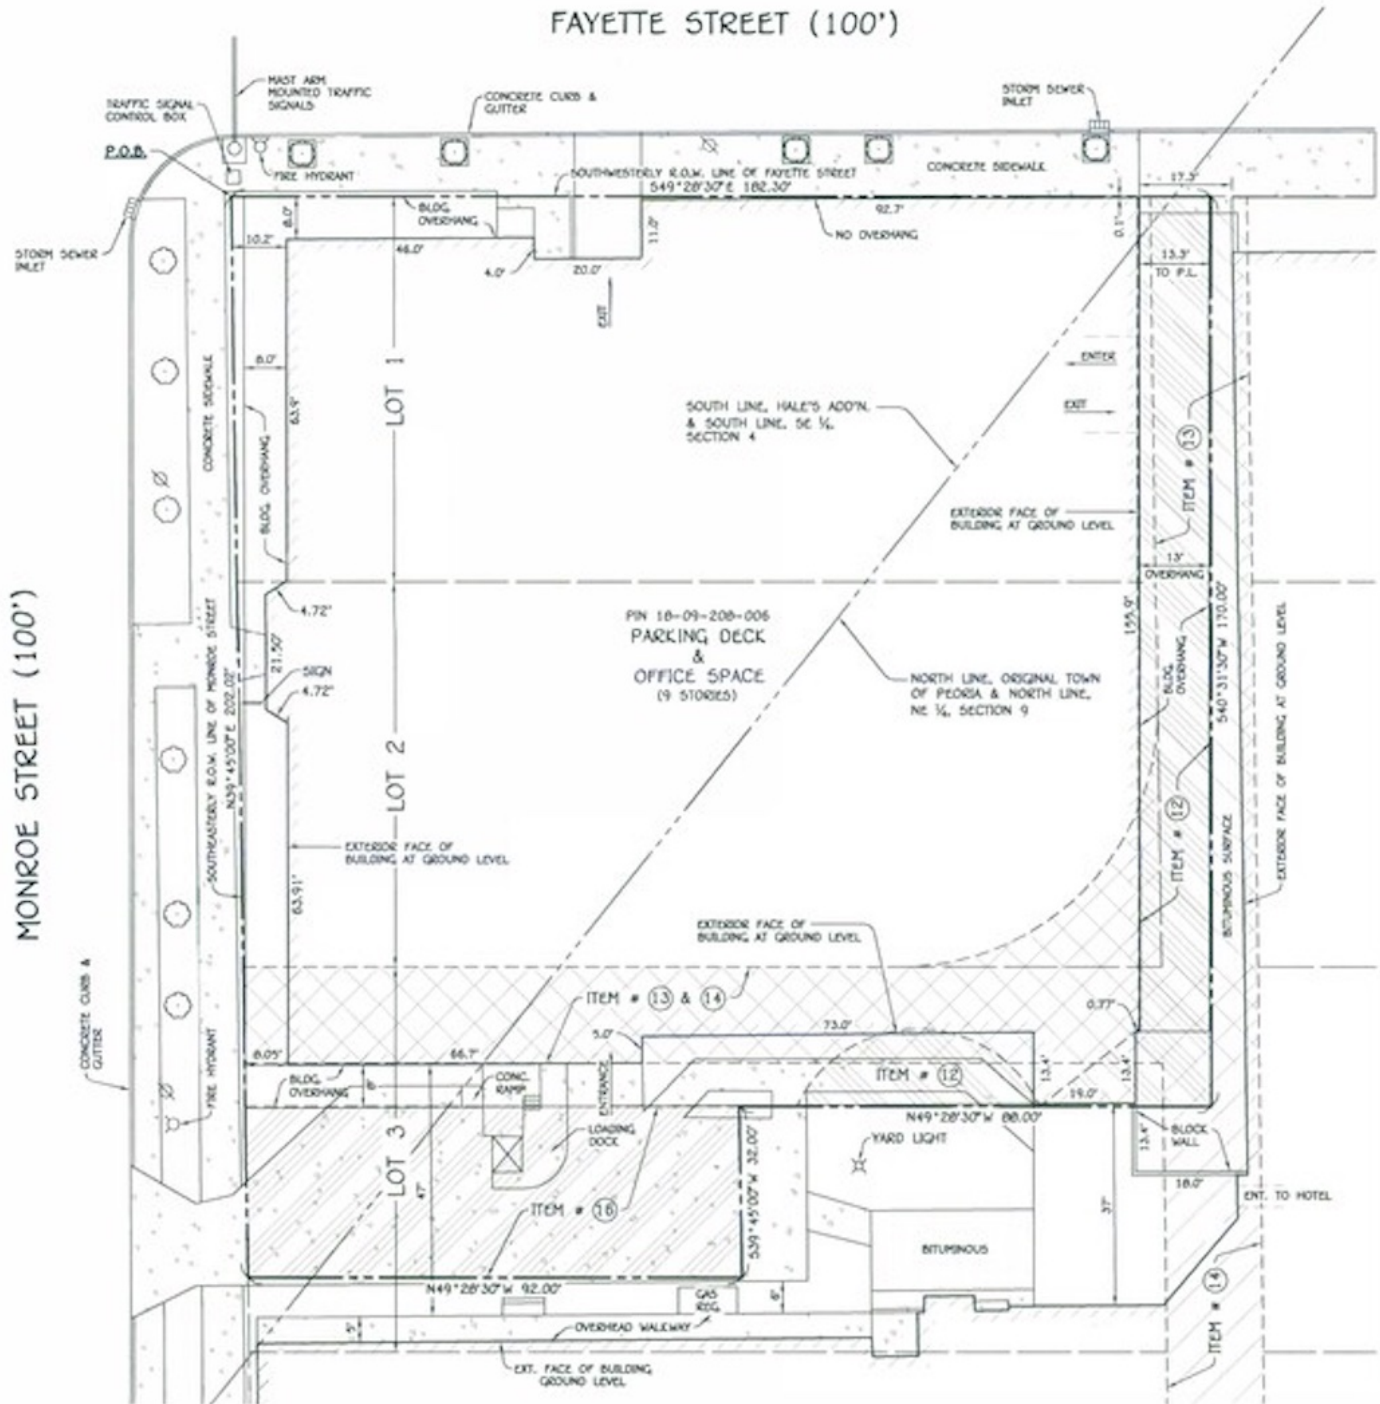 FAYETTE STREET (100')
MAST ARM
MOUNTED TRAFFIC
SIGNALS
TRAFFIC SIGNAL
CONTROL BOX
CONCRETE CURB &
GUTTER
STORM SEWER
INLET
P.O.B.
FIRE HYDRANT
SOUTHWESTERLY R.O.W. LINE OF FAYETTE STREET
S49°28'30"E 182.30'
CONCRETE SIDEWALK
17.3'
BLDG.
OVERHANG
8.0'
10.2'
46.0'
4.0'
20.0'
11.0'
92.7'
NO OVERHANG
0.1'
13.3'
TO P.L.
STORM SEWER
INLET
EXIT
ENTER
EXIT
8.0'
63.9'
LOT 1
CONCRETE SIDEWALK
BLDG. OVERHANG
SOUTH LINE, HALE'S ADD'N.
& SOUTH LINE, SE ¼,
SECTION 4
ITEM # 13
EXTERIOR FACE OF
BUILDING AT GROUND LEVEL
13'
OVERHANG
4.72'
21.50'
SIGN
4.72'
PIN 18-09-208-006
PARKING DECK
&
OFFICE SPACE
(9 STORIES)
155.9'
BLDG.
OVERHANG
S40°31'30"W 170.00'
EXTERIOR FACE OF BUILDING AT GROUND LEVEL
MONROE STREET (100')
SOUTHEASTERLY R.O.W. LINE OF MONROE STREET
N39°45'00"E 202.02'
NORTH LINE, ORIGINAL TOWN
OF PEORIA & NORTH LINE,
NE ¼, SECTION 9
LOT 2
ITEM # 12
BITUMINOUS SURFACE
EXTERIOR FACE OF
BUILDING AT GROUND LEVEL
63.91'
EXTERIOR FACE OF
BUILDING AT GROUND LEVEL
CONCRETE CURB &
GUTTER
FIRE HYDRANT
ITEM # 13 & 14
0.77'
5.0'
73.0'
8.05'
66.7'
BLDG.
OVERHANG
8'
CONC.
RAMP
ENTRANCE
ITEM # 12
13.4'
13.4'
19.0'
N49°28'30"W 88.00'
LOADING
DOCK
YARD LIGHT
BLOCK
WALL
13.4'
LOT 3
47'
S39°45'00"W 32.00'
18.0'
ENT. TO HOTEL
ITEM # 16
37'
BITUMINOUS
N49°28'30"W 92.00'
GAS
REG.
6'
ITEM # 14
5'
OVERHEAD WALKWAY
EXT. FACE OF BUILDING
GROUND LEVEL